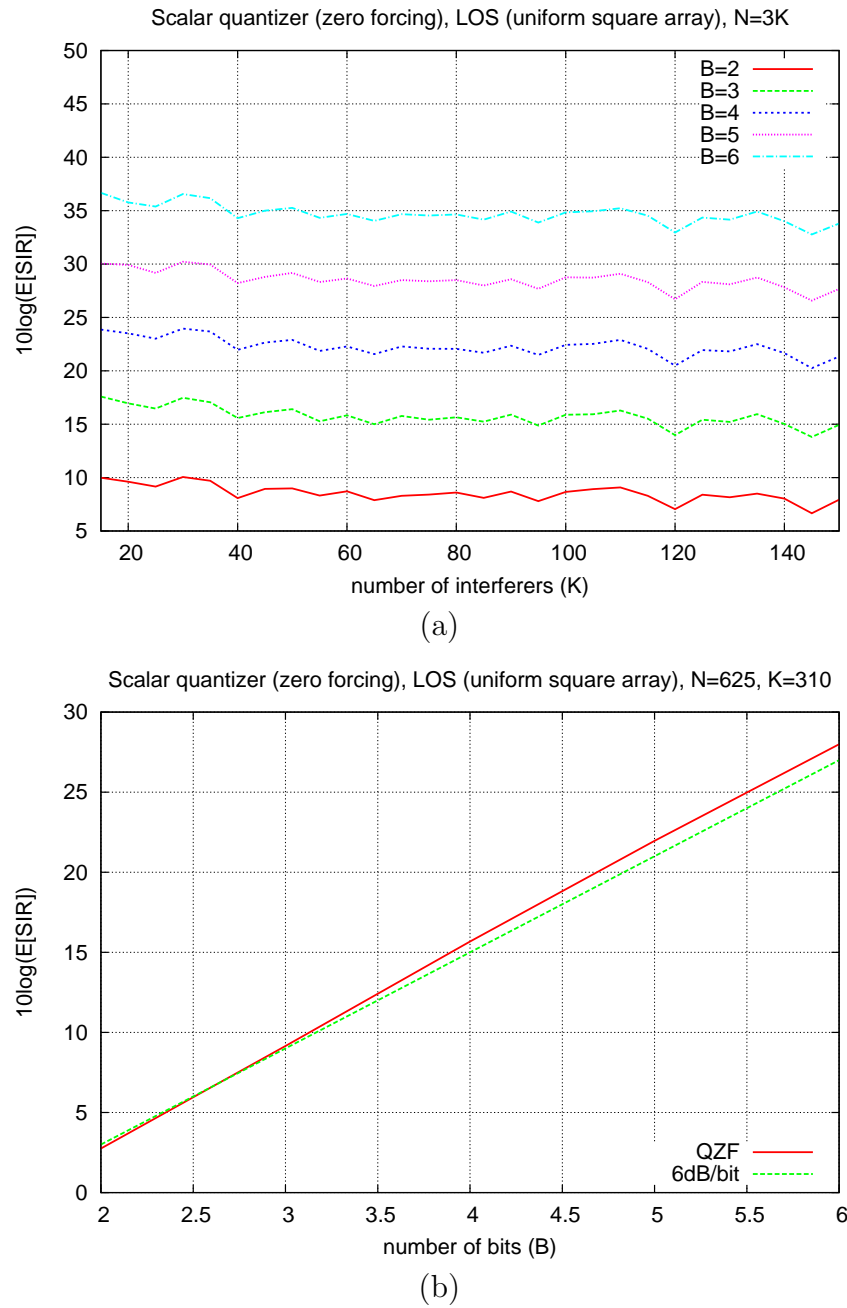 Scalar quantizer (zero forcing), LOS (uniform square array), N=3K
50
45
40
35
30
25
20
15
10
5
10log(E[SIR])
B=2
B=3
B=4
B=5
B=6
20 40 60 80 100 120 140
number of interferers (K)
(a)
Scalar quantizer (zero forcing), LOS (uniform square array), N=625, K=310
30
25
20
15
10
5
0
10log(E[SIR])
QZF
6dB/bit
2 2.5 3 3.5 4 4.5 5 5.5 6
number of bits (B)
(b)